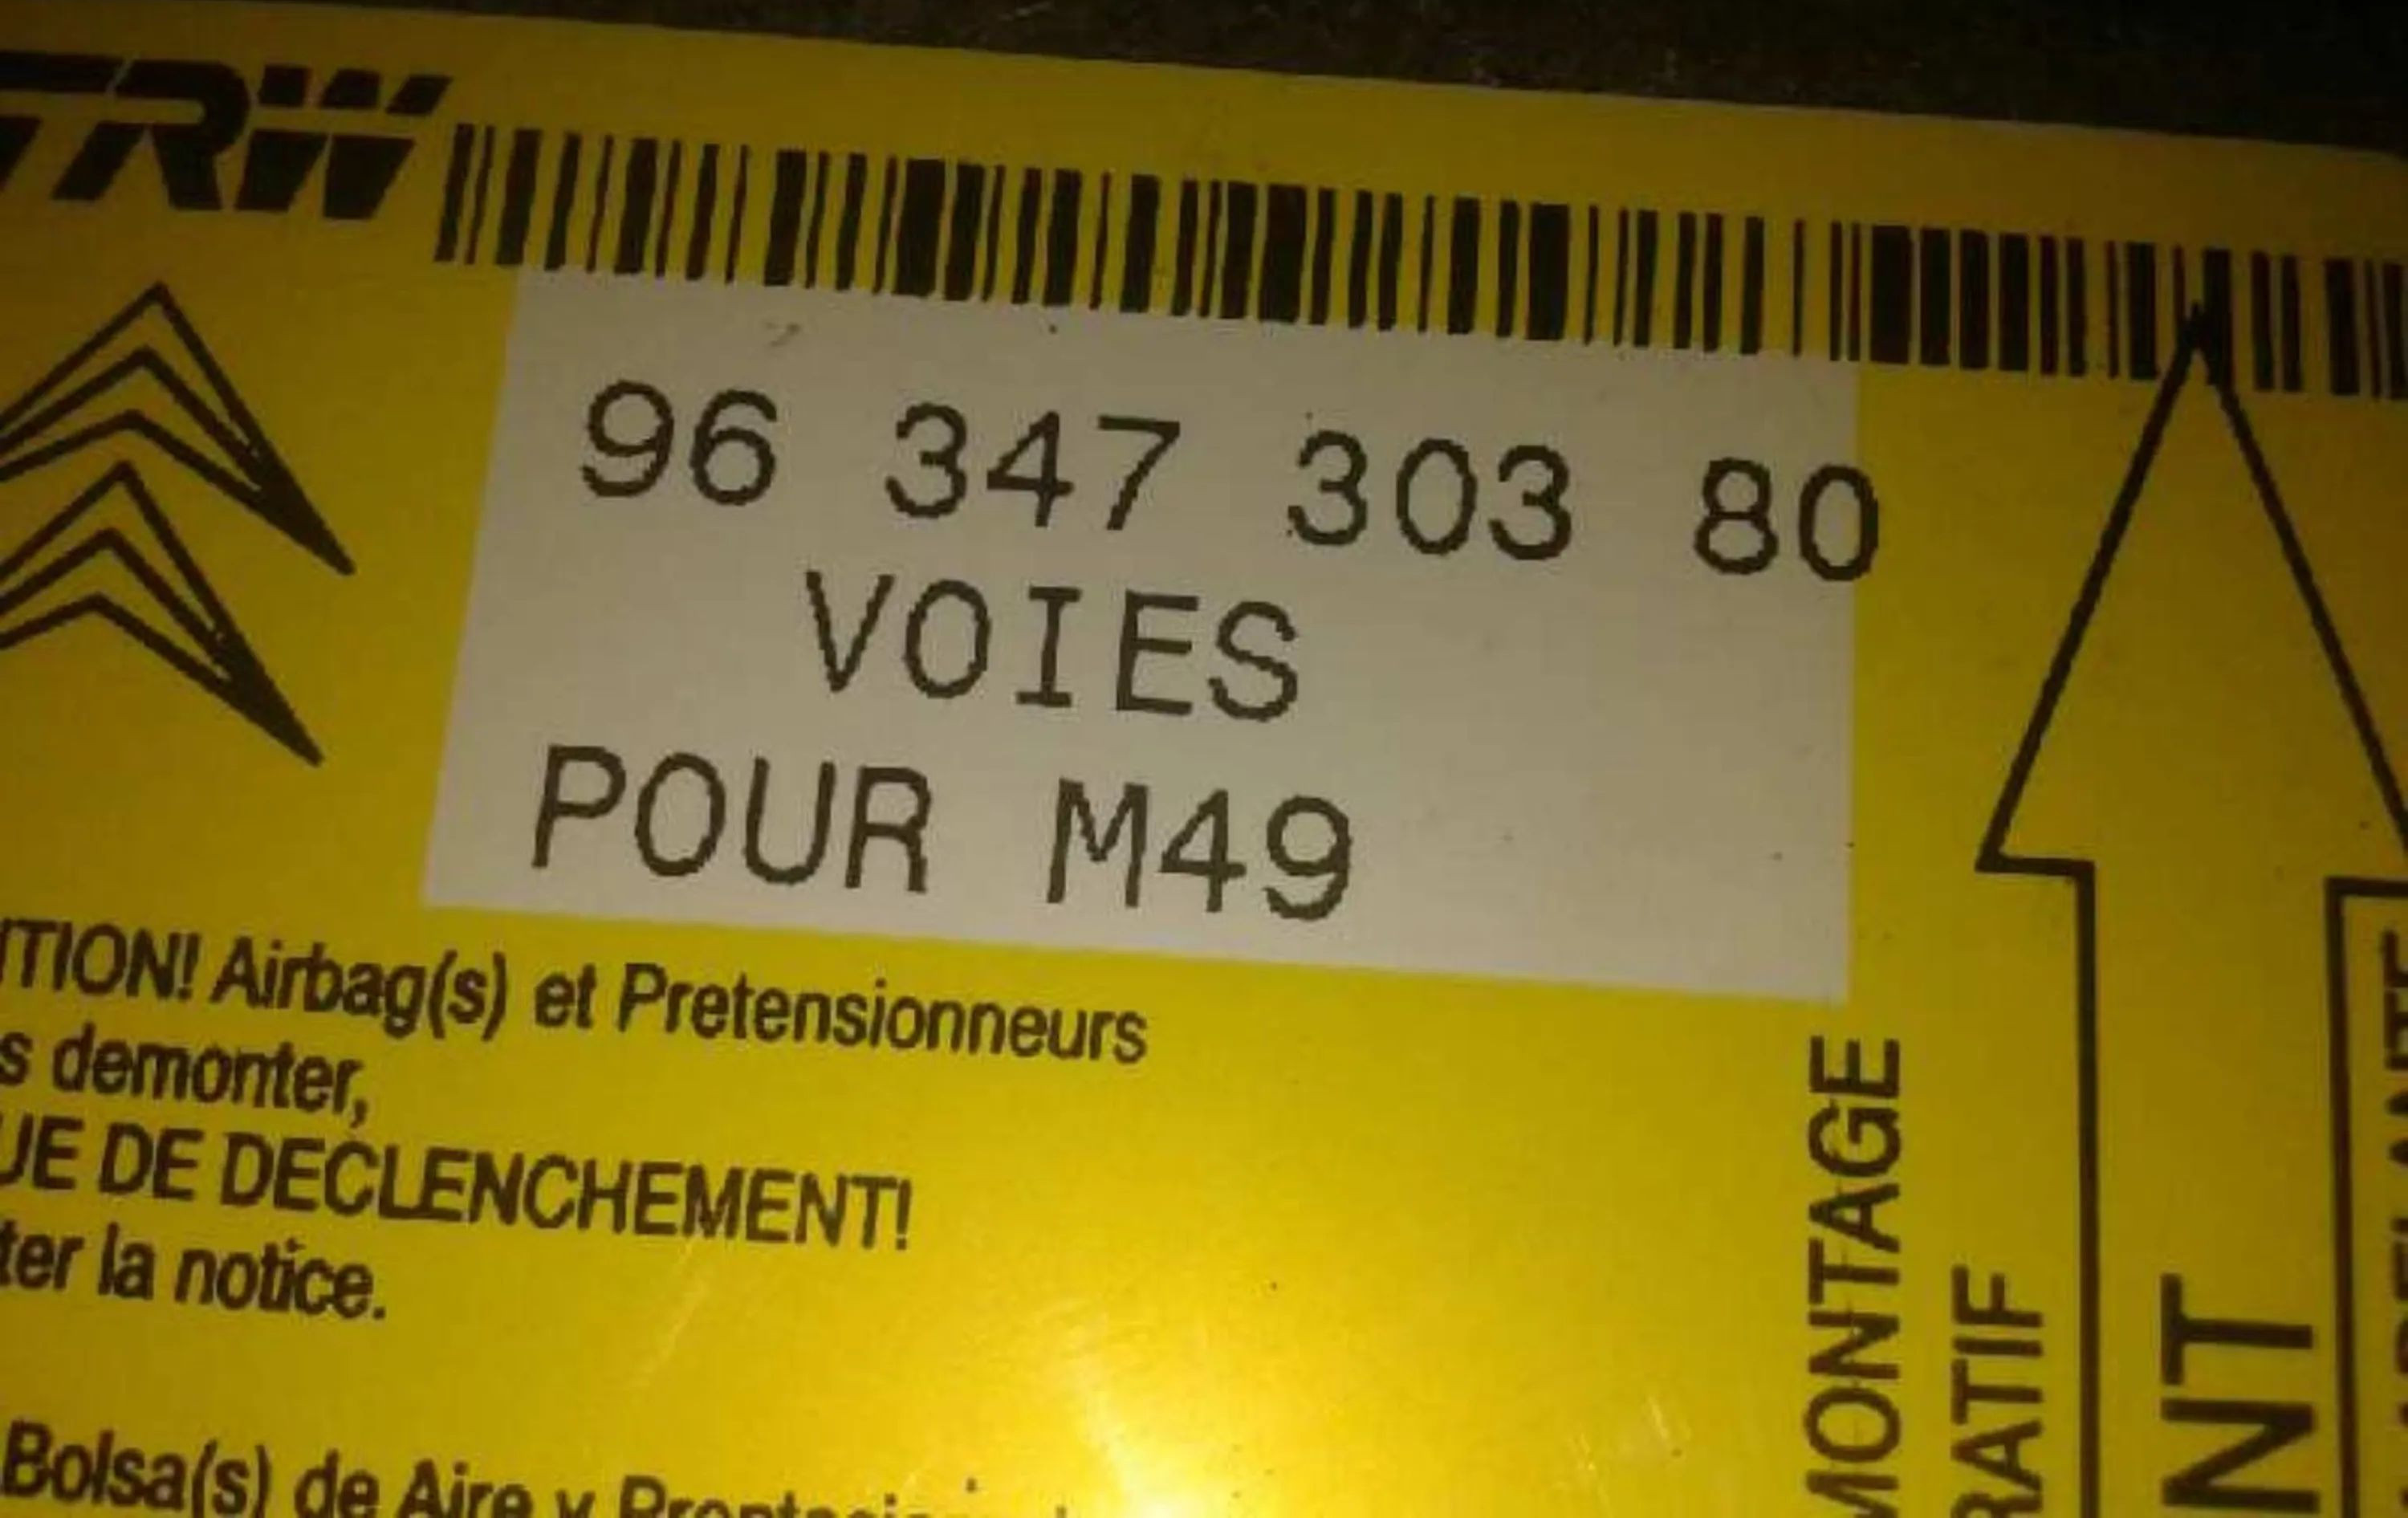 TRW
96 347 303 80
VOIES
POUR M49
TION! Airbag(s) et Pretensionneurs
s demonter,
UE DE DECLENCHEMENT!
ter la notice.
Bolsa(s) de Aire y
MONTAGE
RATIF
NT